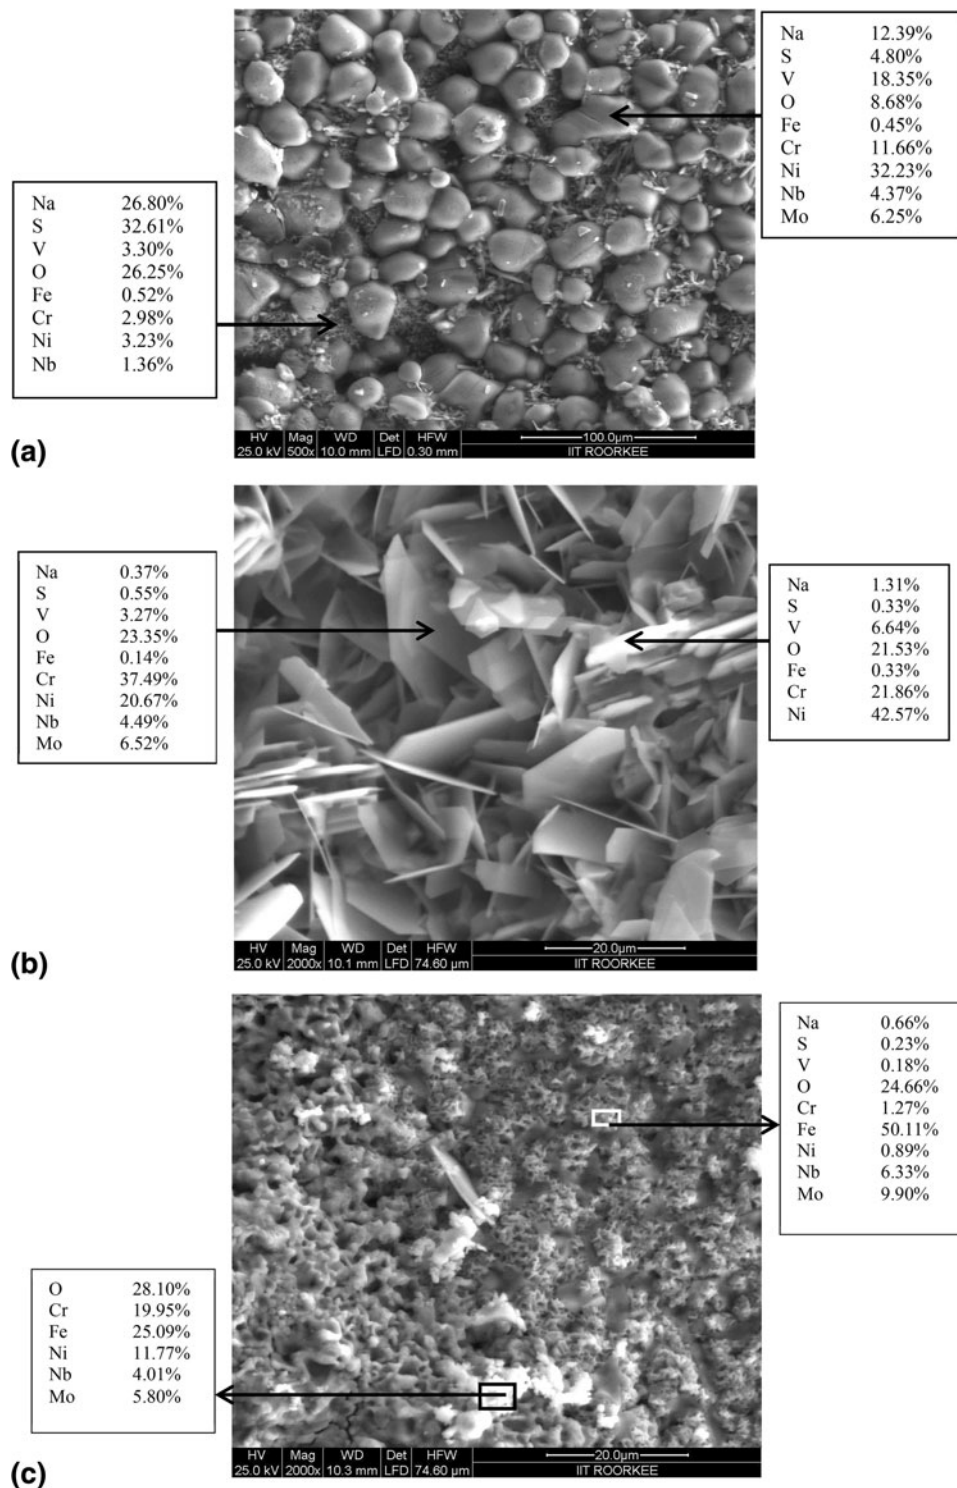 Na 12.39%
S 4.80%
V 18.35%
O 8.68%
Fe 0.45%
Cr 11.66%
Ni 32.23%
Nb 4.37%
Mo 6.25%
Na 26.80%
S 32.61%
V 3.30%
O 26.25%
Fe 0.52%
Cr 2.98%
Ni 3.23%
Nb 1.36%
HV Mag WD Det HFW 100.0µm
25.0 kV 500x 10.0 mm LFD 0.30 mm IIT ROORKEE
(a)
Na 0.37%
S 0.55%
V 3.27%
O 23.35%
Fe 0.14%
Cr 37.49%
Ni 20.67%
Nb 4.49%
Mo 6.52%
Na 1.31%
S 0.33%
V 6.64%
O 21.53%
Fe 0.33%
Cr 21.86%
Ni 42.57%
HV Mag WD Det HFW 20.0µm
25.0 kV 2000x 10.1 mm LFD 74.60 µm IIT ROORKEE
(b)
Na 0.66%
S 0.23%
V 0.18%
O 24.66%
Cr 1.27%
Fe 50.11%
Ni 0.89%
Nb 6.33%
Mo 9.90%
O 28.10%
Cr 19.95%
Fe 25.09%
Ni 11.77%
Nb 4.01%
Mo 5.80%
HV Mag WD Det HFW 20.0µm
25.0 kV 2000x 10.3 mm LFD 74.60 µm IIT ROORKEE
(c)